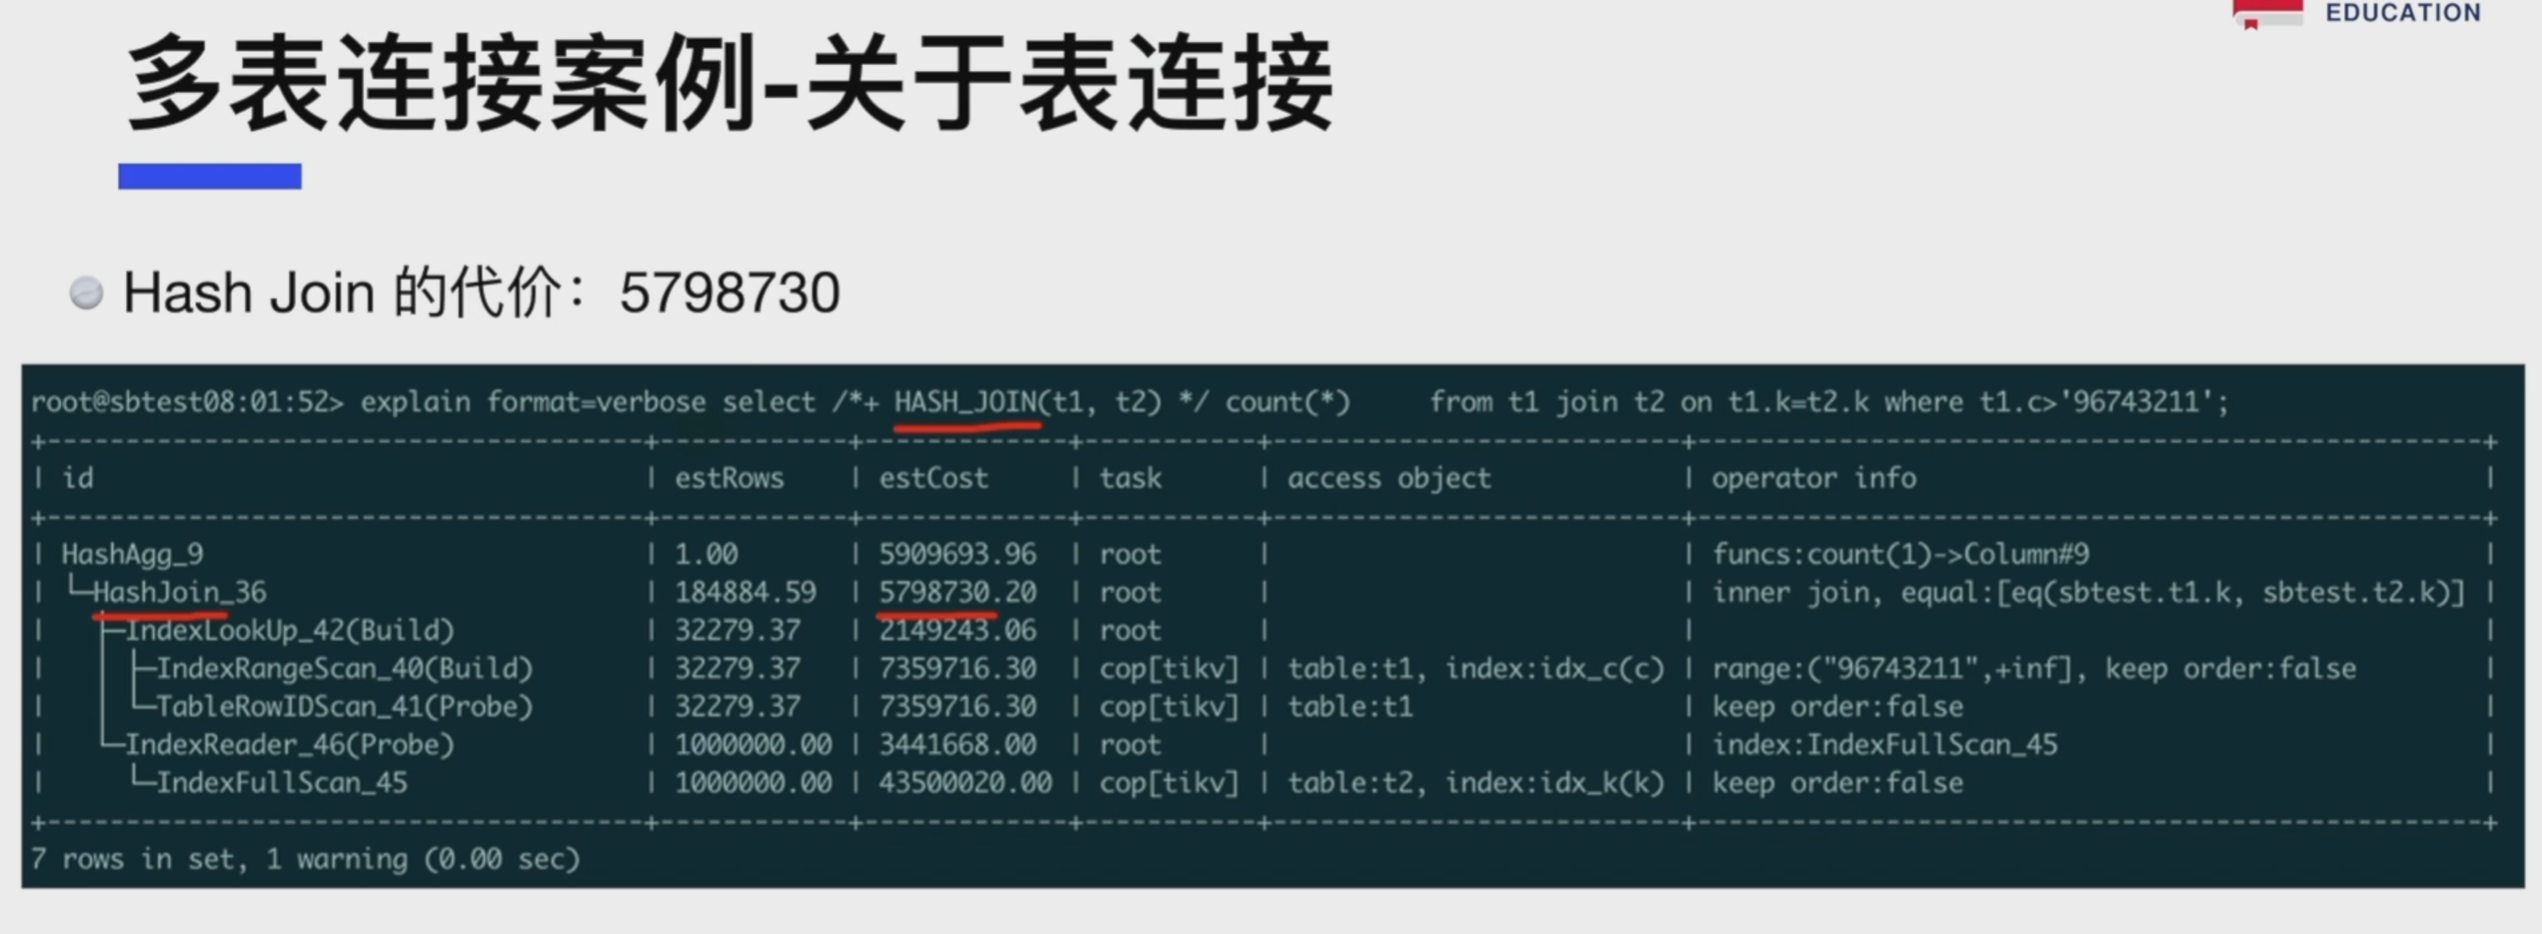 EDUCATION
多表连接案例-关于表连接
Hash Join 的代价：5798730
root@sbtest08:01:52> explain format=verbose select /*+ HASH_JOIN(t1, t2) */ count(*)     from t1 join t2 on t1.k=t2.k where t1.c>'96743211';
| id | estRows | estCost | task | access object | operator info |
| HashAgg_9 | 1.00 | 5909693.96 | root | | funcs:count(1)->Column#9 |
| └─HashJoin_36 | 184884.59 | 5798730.20 | root | | inner join, equal:[eq(sbtest.t1.k, sbtest.t2.k)] |
|   ├─IndexLookUp_42(Build) | 32279.37 | 2149243.06 | root | | |
|   │ ├─IndexRangeScan_40(Build) | 32279.37 | 7359716.30 | cop[tikv] | table:t1, index:idx_c(c) | range:("96743211",+inf], keep order:false |
|   │ └─TableRowIDScan_41(Probe) | 32279.37 | 7359716.30 | cop[tikv] | table:t1 | keep order:false |
|   └─IndexReader_46(Probe) | 1000000.00 | 3441668.00 | root | | index:IndexFullScan_45 |
|     └─IndexFullScan_45 | 1000000.00 | 43500020.00 | cop[tikv] | table:t2, index:idx_k(k) | keep order:false |
7 rows in set, 1 warning (0.00 sec)